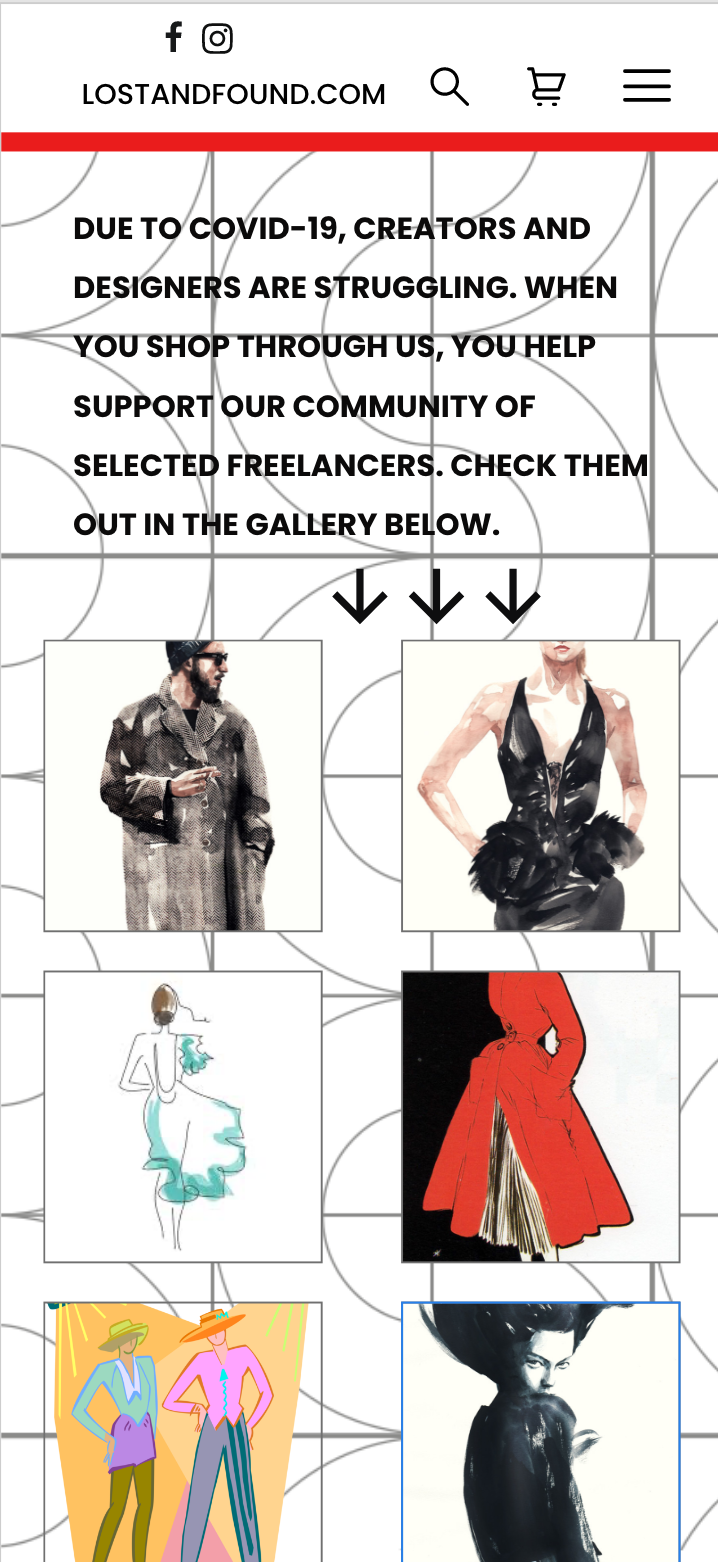 LOSTANDFOUND.COM
DUE TO COVID-19, CREATORS AND
DESIGNERS ARE STRUGGLING. WHEN
YOU SHOP THROUGH US, YOU HELP
SUPPORT OUR COMMUNITY OF
SELECTED FREELANCERS. CHECK THEM
OUT IN THE GALLERY BELOW.